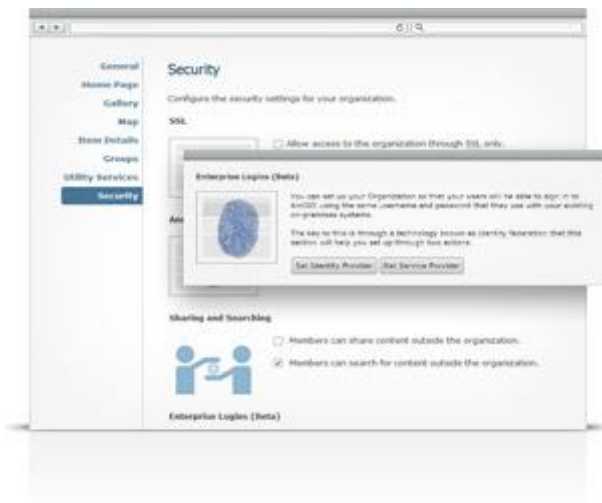 General
Home Page
Gallery
Map
Item Details
Groups
Utility Services
Security
Security
Configure the security settings for your organization.
SSL
Allow access to the organization through SSL only.
Enterprise Logins (Beta)
You can set up your Organization so that your users will be able to sign in to
ArcGIS using the same username and password that they use with your existing
on-premises systems.
The key to this is through a technology known as identity federation that this
section will help you set up through two actions.
Set Identity Provider
Set Service Provider
Sharing and Searching
Members can share content outside the organization.
Members can search for content outside the organization.
Enterprise Logins (Beta)